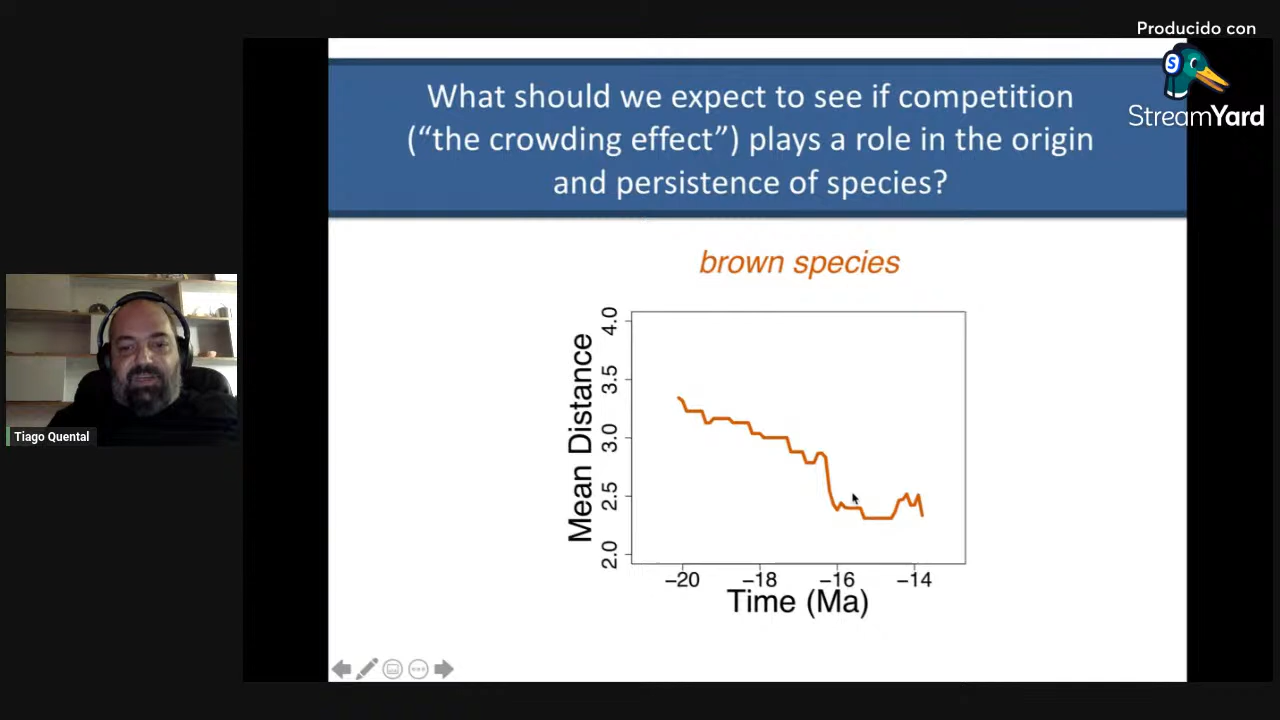 Producido con
StreamYard
What should we expect to see if competition
(“the crowding effect”) plays a role in the origin
and persistence of species?
brown species
Mean Distance
4.0
3.5
3.0
2.5
2.0
−20 −18 −16 −14
Time (Ma)
Tiago Quental
S